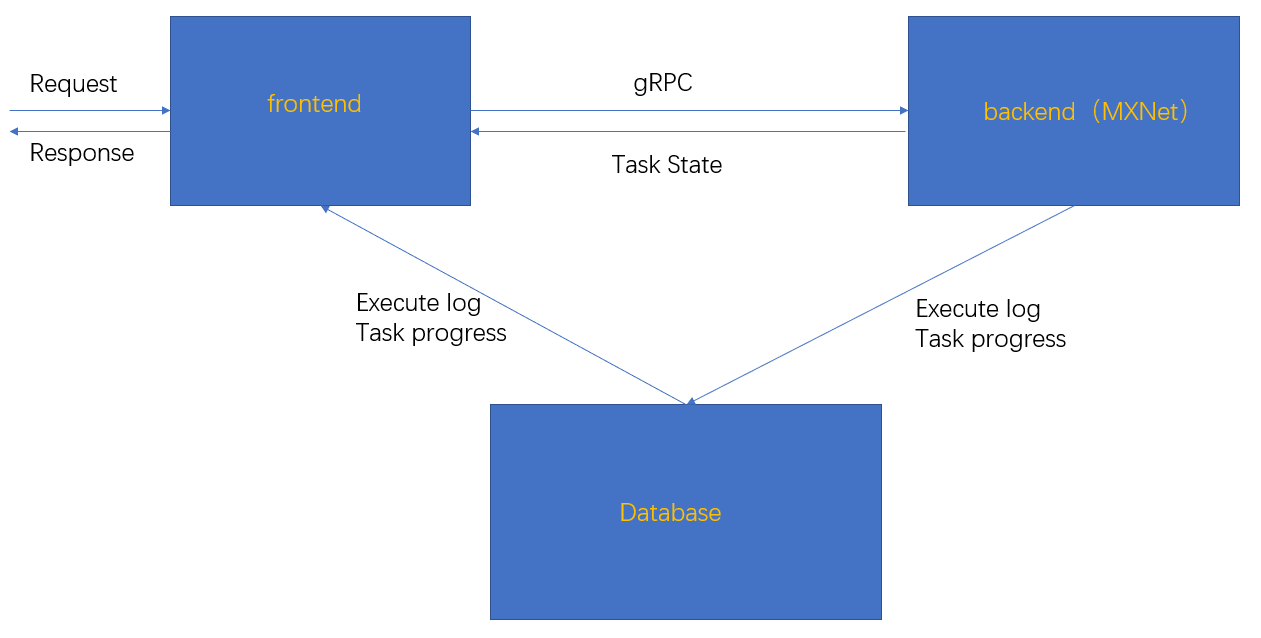 Request
frontend
gRPC
backend（MXNet）
Response
Task State
Execute log
Task progress
Execute log
Task progress
Database